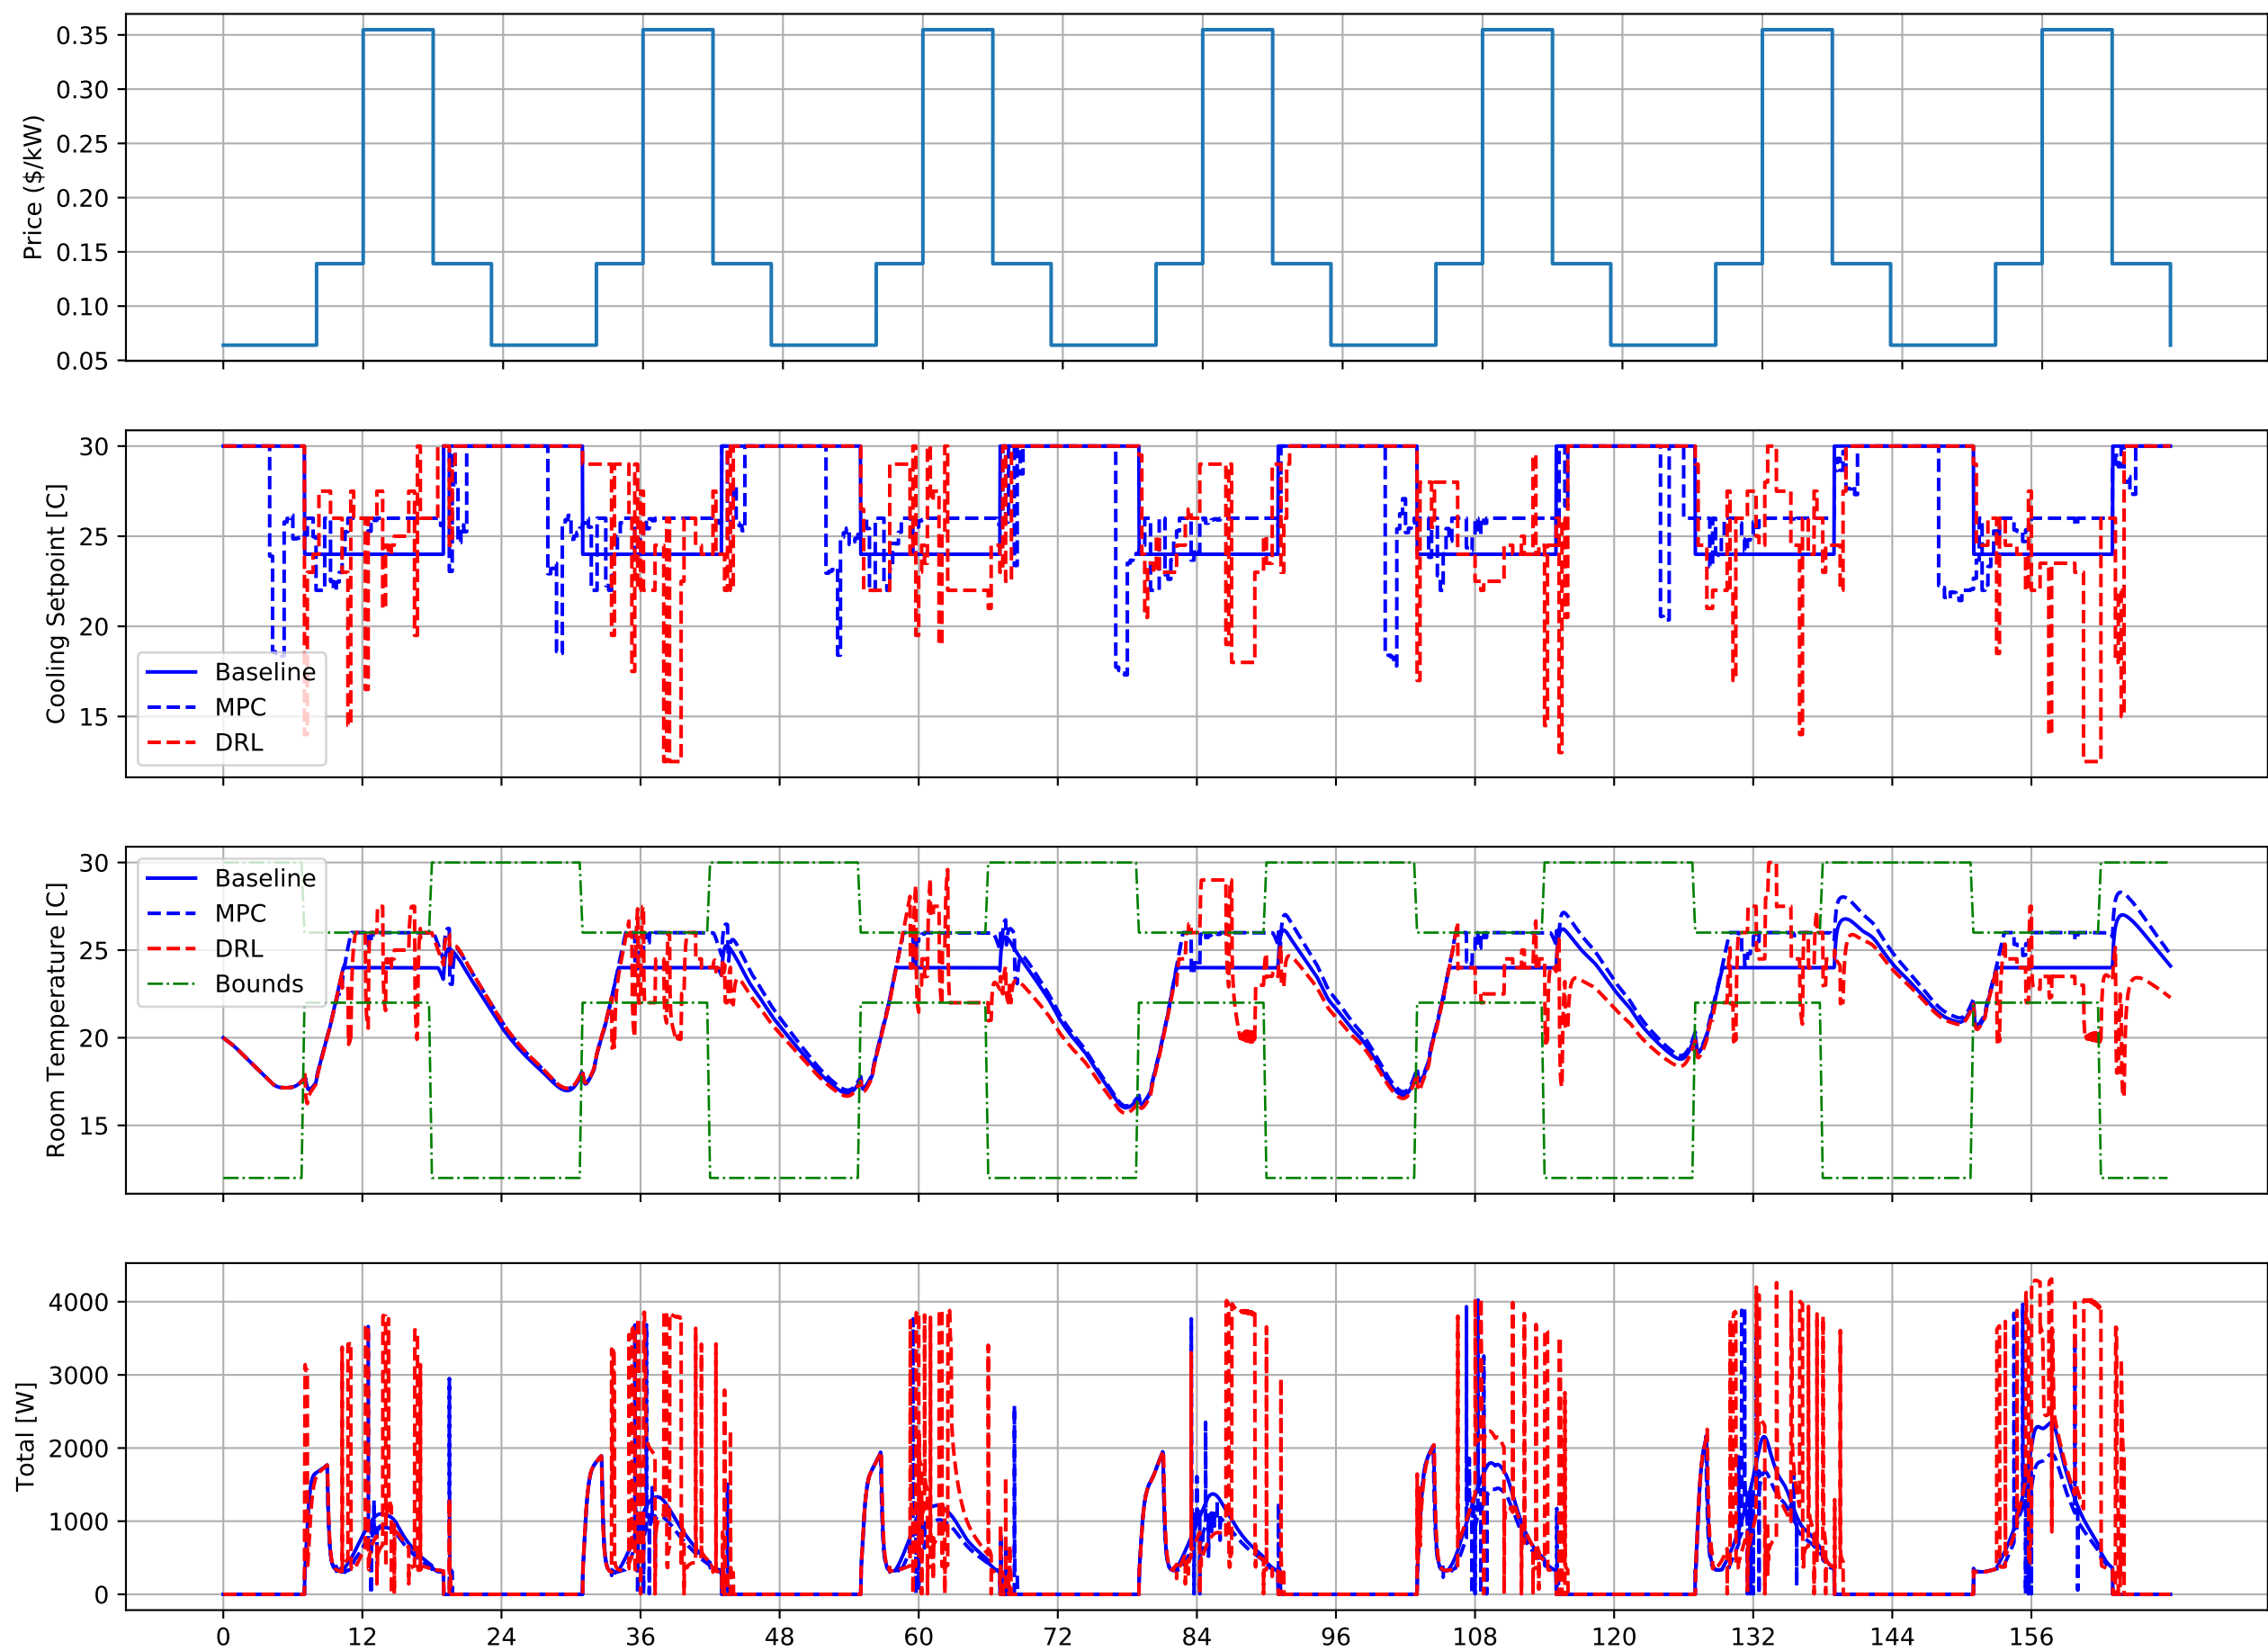 Price ($/kW)
0.35
0.30
0.25
0.20
0.15
0.10
0.05
Cooling Setpoint [C]
30
25
20
15
Baseline
MPC
DRL
Room Temperature [C]
30
25
20
15
Baseline
MPC
DRL
Bounds
Total [W]
4000
3000
2000
1000
0
0 12 24 36 48 60 72 84 96 108 120 132 144 156